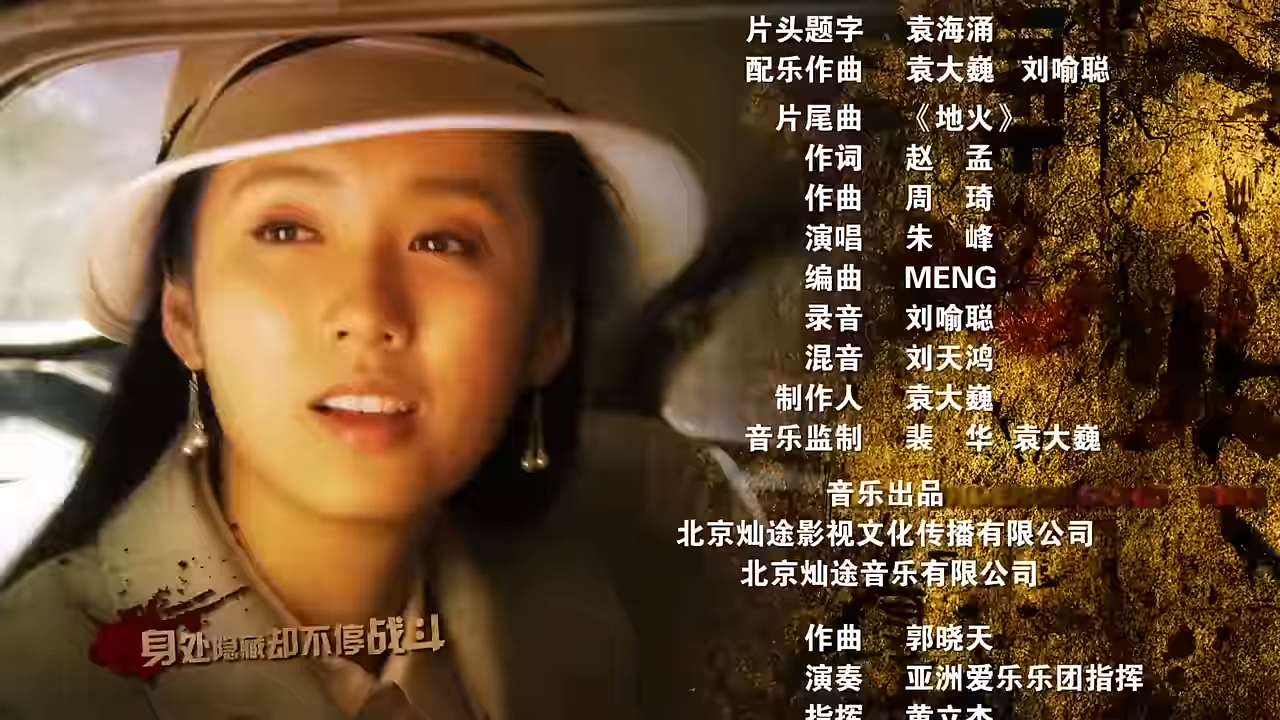 片头题字 袁海涌
配乐作曲 袁大巍 刘喻聪
片尾曲 《地火》
作词 赵 孟
作曲 周 琦
演唱 朱 峰
编曲 MENG
录音 刘喻聪
混音 刘天鸿
制作人 袁大巍
音乐监制 裴 华 袁大巍
音乐出品
北京灿途影视文化传播有限公司
北京灿途音乐有限公司
作曲 郭晓天
演奏 亚洲爱乐乐团指挥
指挥 黄立杰
身处隐藏却不停战斗